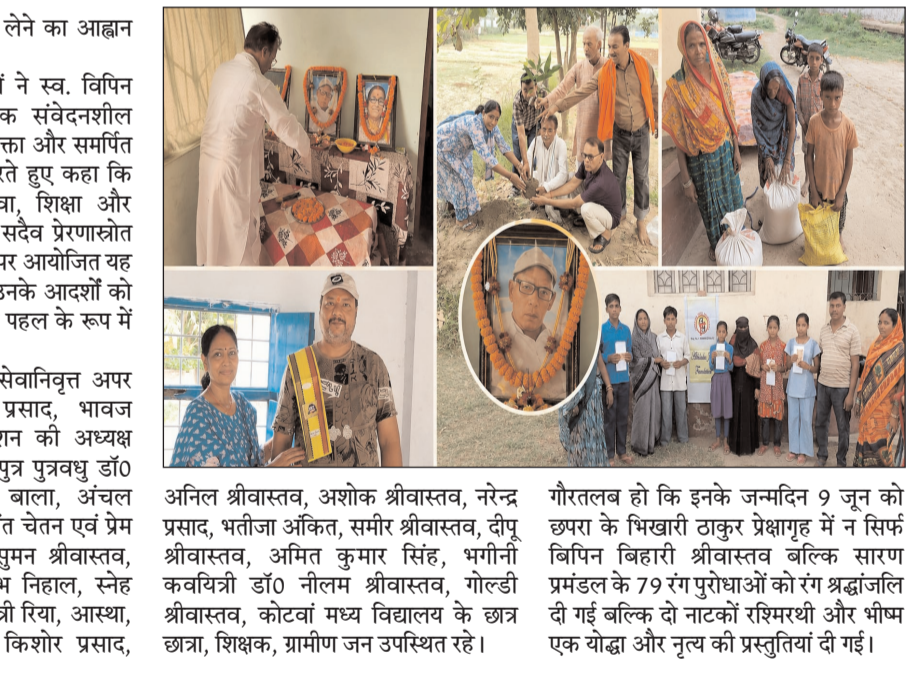 लेने का आह्वान
ने स्व. विपिन
संवेदनशील
और समर्पित
हुए कहा कि
शिक्षा और
सदैव प्रेरणास्रोत
पर आयोजित यह
उनके आदर्शों को
पहल के रूप में
सेवानिवृत्त अपर
प्रसाद, भावज
की अध्यक्ष
पुत्र पुत्रवधु डॉ0
बाला, अंचल
चेतन एवं प्रेम
सुमन श्रीवास्तव,
निहाल, स्नेह
रिया, आस्था,
किशोर प्रसाद,
अनिल श्रीवास्तव, अशोक श्रीवास्तव, नरेन्द्र
प्रसाद, भतीजा अंकित, समीर श्रीवास्तव, दीपू
श्रीवास्तव, अमित कुमार सिंह, भगीनी
कवयित्री डॉ0 नीलम श्रीवास्तव, गोल्डी
श्रीवास्तव, कोटवां मध्य विद्यालय के छात्र
छात्रा, शिक्षक, ग्रामीण जन उपस्थित रहे।
गौरतलब हो कि इनके जन्मदिन 9 जून को
छपरा के भिखारी ठाकुर प्रेक्षागृह में न सिर्फ
बिपिन बिहारी श्रीवास्तव बल्कि सारण
प्रमंडल के 79 रंग पुरोधाओं को रंग श्रद्धांजलि
दी गई बल्कि दो नाटकों रश्मिरथी और भीष्म
एक योद्धा और नृत्य की प्रस्तुतियां दी गई।